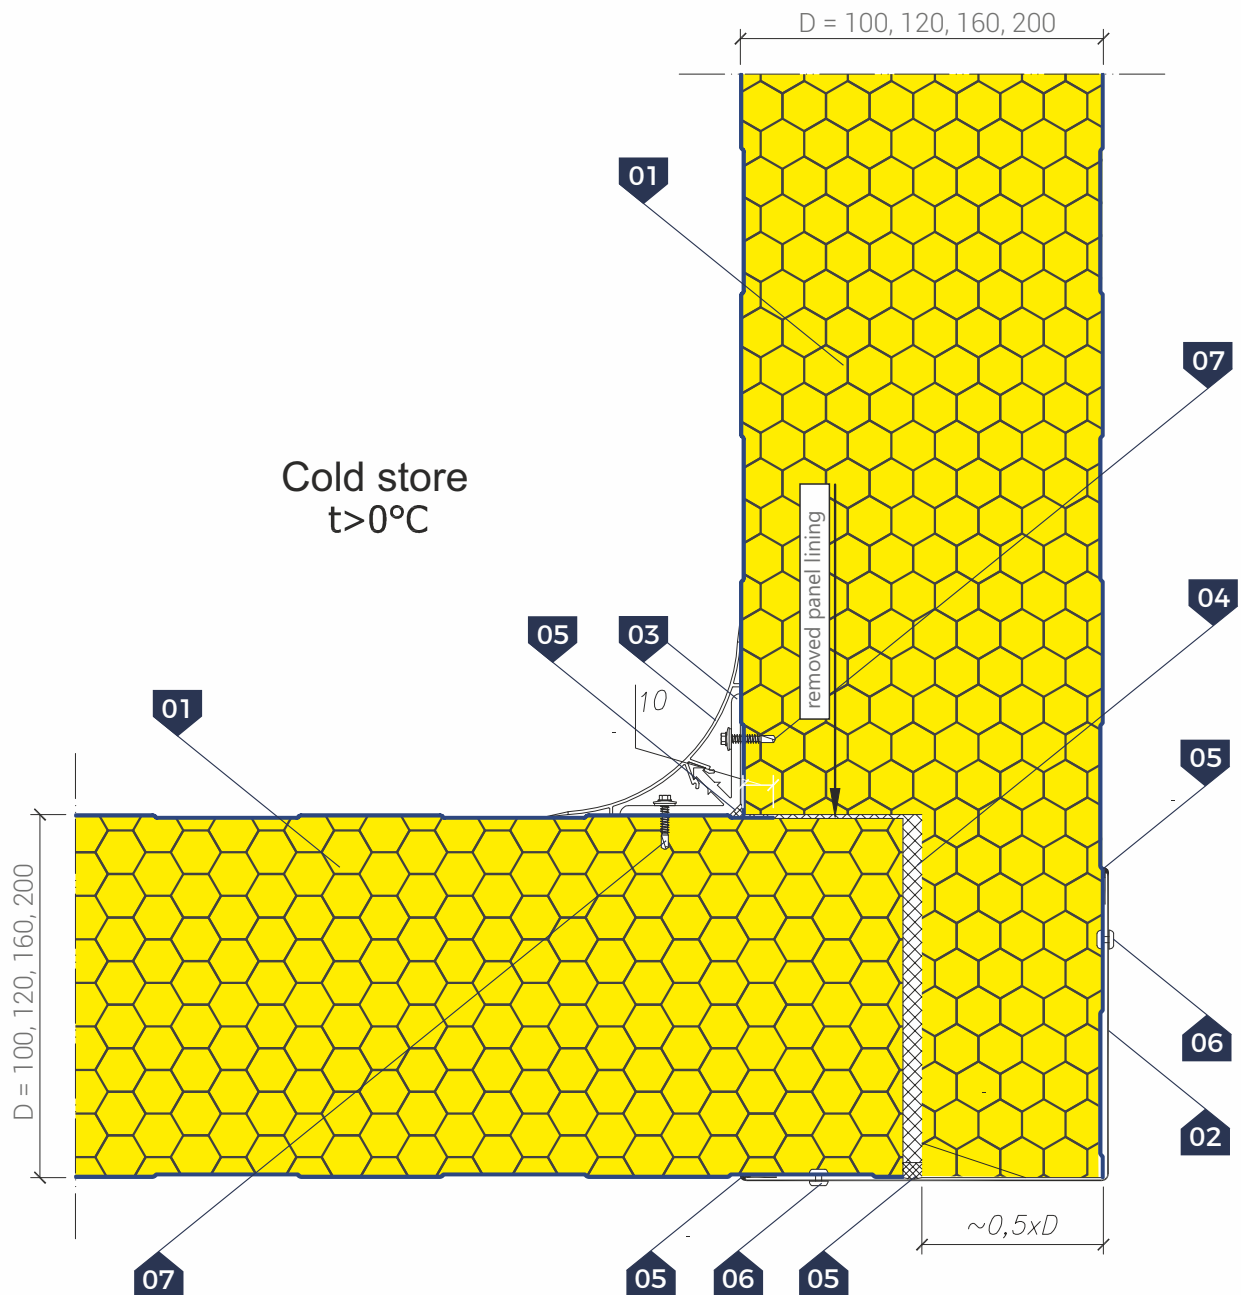 D = 100, 120, 160, 200
01
07
Cold store
t>0°C
removed panel lining
04
05
03
10
01
05
D = 100, 120, 160, 200
06
02
~0,5xD
07
05
06
05